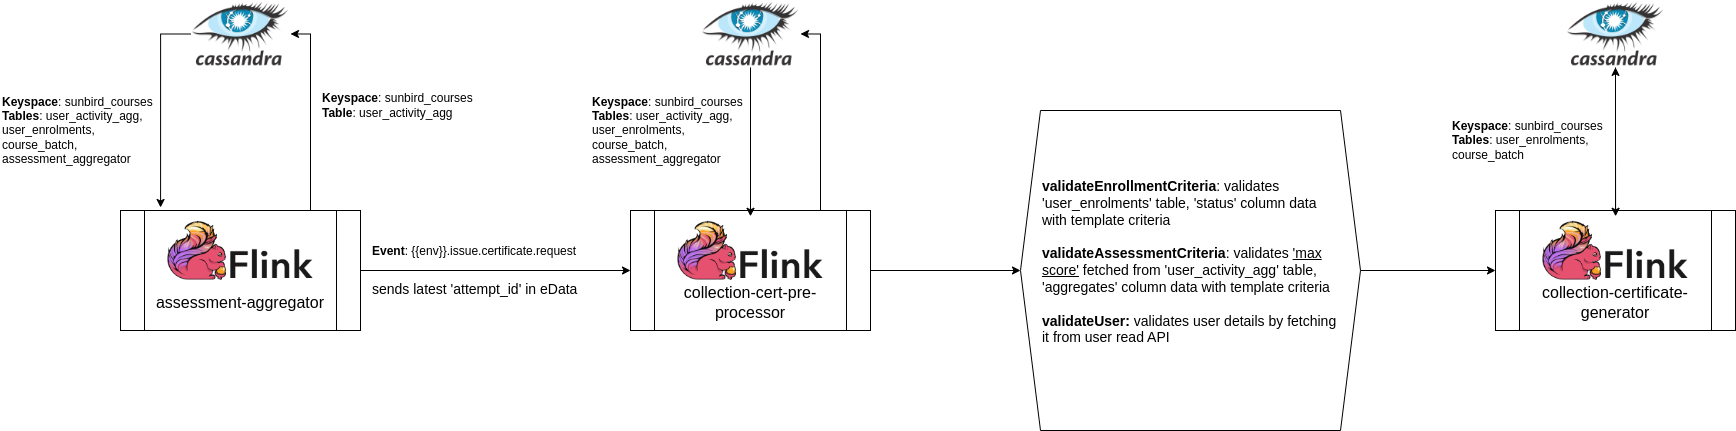 cassandra
Keyspace: sunbird_courses
Tables: user_activity_agg,
user_enrolments,
course_batch,
assessment_aggregator
Keyspace: sunbird_courses
Table: user_activity_agg
Flink
assessment-aggregator
Event: {{env}}.issue.certificate.request
sends latest 'attempt_id' in eData
cassandra
Keyspace: sunbird_courses
Tables: user_activity_agg,
user_enrolments,
course_batch,
assessment_aggregator
Flink
collection-cert-pre-
processor
validateEnrollmentCriteria: validates
'user_enrolments' table, 'status' column data
with template criteria
validateAssessmentCriteria: validates 'max
score' fetched from 'user_activity_agg' table,
'aggregates' column data with template criteria
validateUser: validates user details by fetching
it from user read API
cassandra
Keyspace: sunbird_courses
Tables: user_enrolments,
course_batch
Flink
collection-certificate-
generator